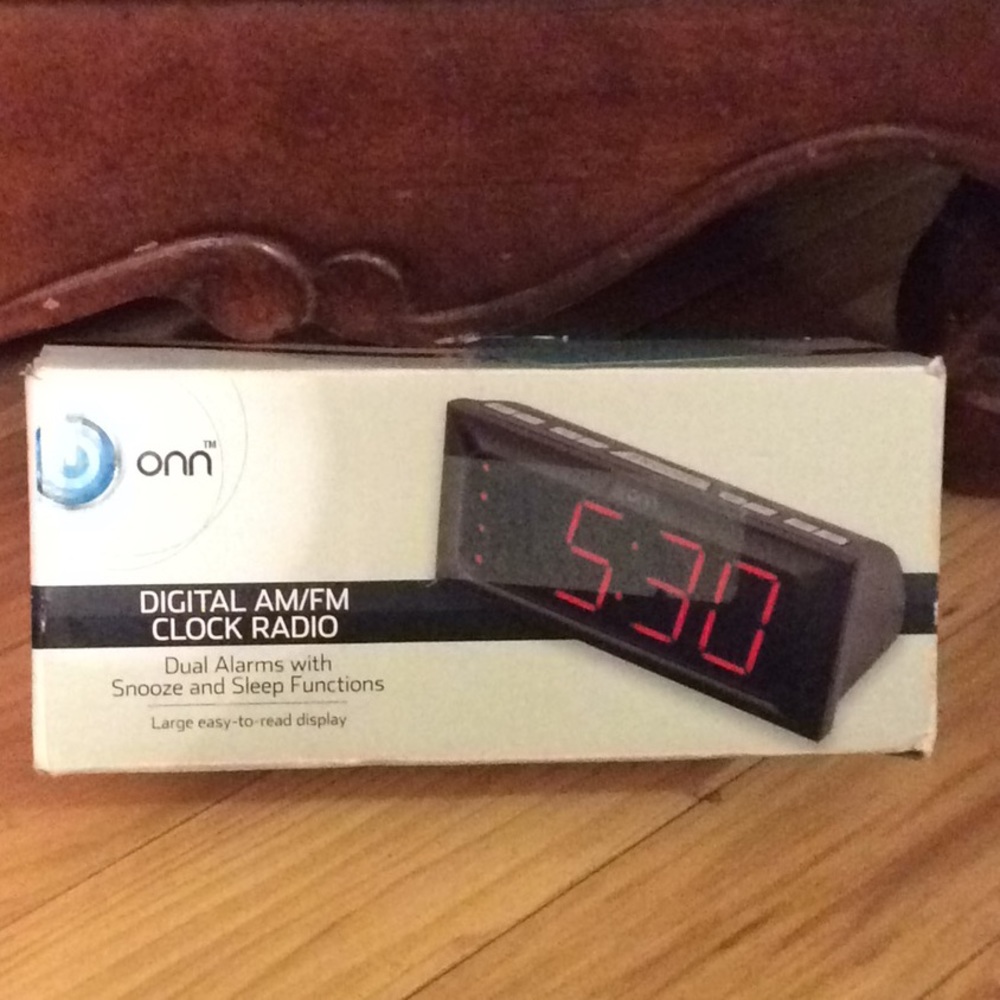 onn™
DIGITAL AM/FM
CLOCK RADIO
Dual Alarms with
Snooze and Sleep Functions
Large easy-to-read display
5:30